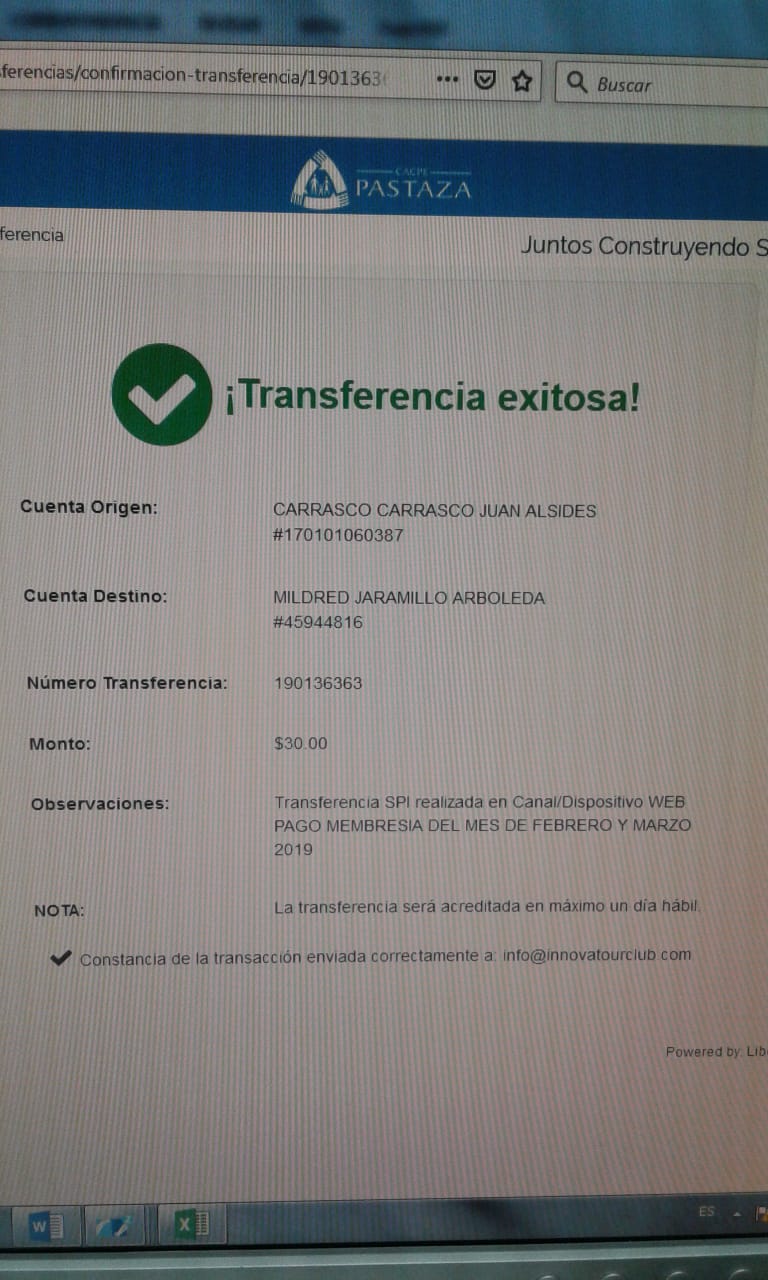 ferencias/confirmacion-transferencia/1901363
Buscar
CACPE
PASTAZA
ferencia
Juntos Construyendo S
¡Transferencia exitosa!
Cuenta Origen:
CARRASCO CARRASCO JUAN ALSIDES
#170101060387
Cuenta Destino:
MILDRED JARAMILLO ARBOLEDA
#45944816
Número Transferencia:
190136363
Monto:
$30.00
Observaciones:
Transferencia SPI realizada en Canal/Dispositivo WEB
PAGO MEMBRESIA DEL MES DE FEBRERO Y MARZO
2019
NOTA:
La transferencia será acreditada en máximo un día hábil.
Constancia de la transacción enviada correctamente a: info@innovatourclub.com
Powered by: Lib
ES